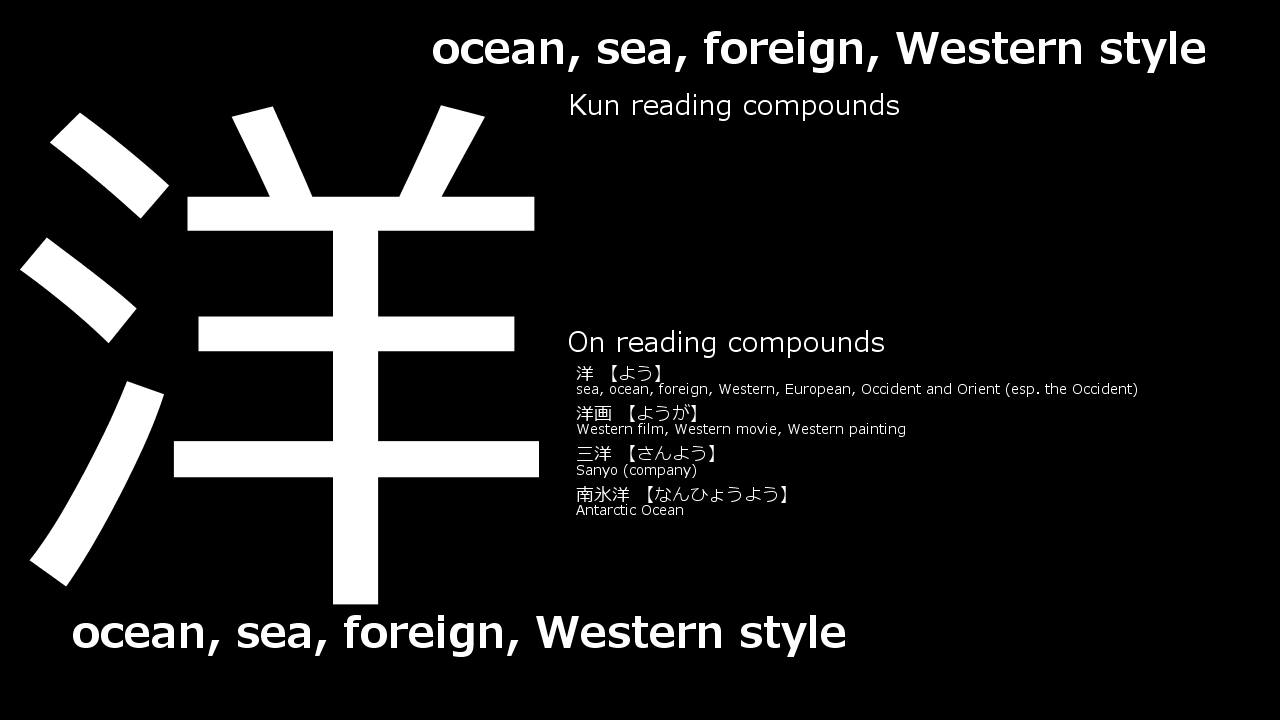 ocean, sea, foreign, Western style
洋
Kun reading compounds
On reading compounds
洋 【よう】
sea, ocean, foreign, Western, European, Occident and Orient (esp. the Occident)
洋画 【ようが】
Western film, Western movie, Western painting
三洋 【さんよう】
Sanyo (company)
南氷洋 【なんひょうよう】
Antarctic Ocean
ocean, sea, foreign, Western style